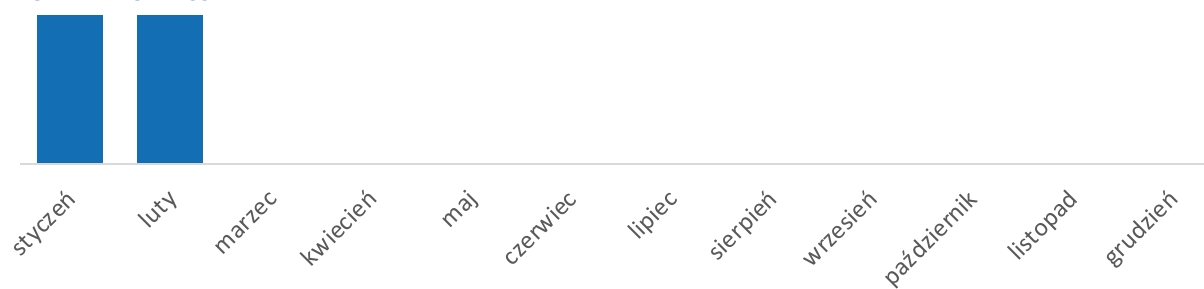 styczeń
luty
marzec
kwiecień
maj
czerwiec
lipiec
sierpień
wrzesień
październik
listopad
grudzień